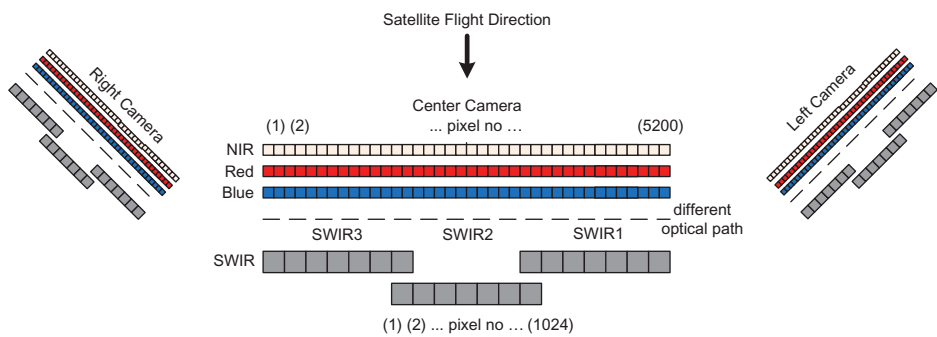 Satellite Flight Direction
Right Camera
Left Camera
Center Camera
(1) (2) ... pixel no ... (5200)
NIR
Red
Blue
different
optical path
SWIR3 SWIR2 SWIR1
SWIR
(1) (2) ... pixel no ... (1024)